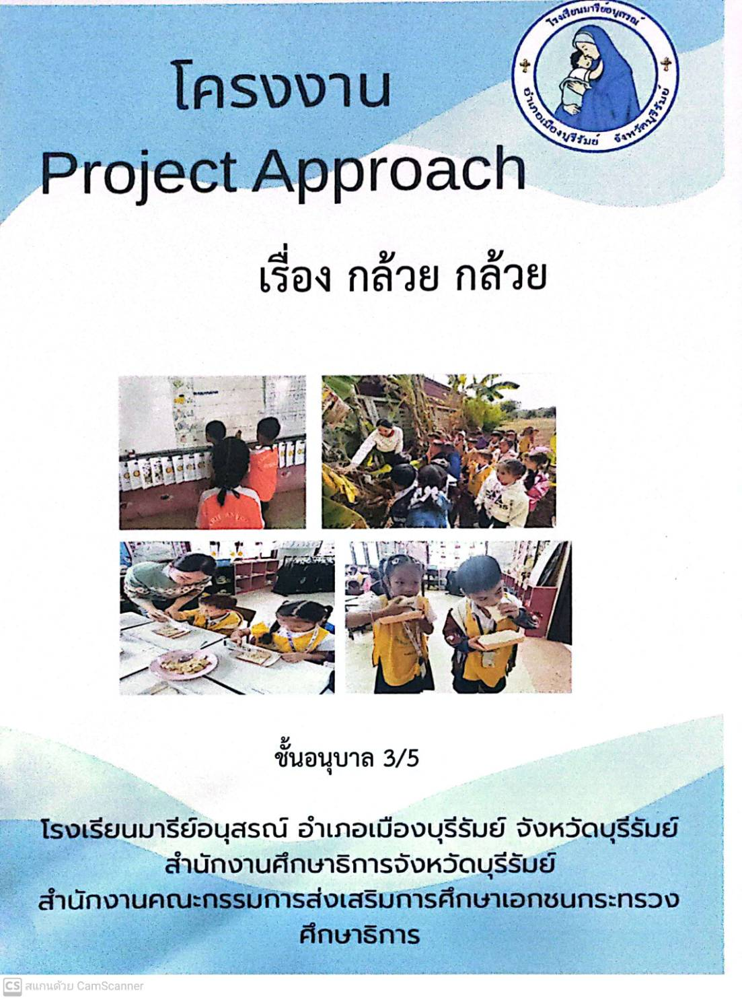 โรงเรียนมารีย์อนุสรณ์
อำเภอเมืองบุรีรัมย์ จังหวัดบุรีรัมย์
โครงงาน
Project Approach
เรื่อง กล้วย กล้วย
ชั้นอนุบาล 3/5
โรงเรียนมารีย์อนุสรณ์ อำเภอเมืองบุรีรัมย์ จังหวัดบุรีรัมย์
สำนักงานศึกษาธิการจังหวัดบุรีรัมย์
สำนักงานคณะกรรมการส่งเสริมการศึกษาเอกชนกระทรวง
ศึกษาธิการ
CS สแกนด้วย CamScanner